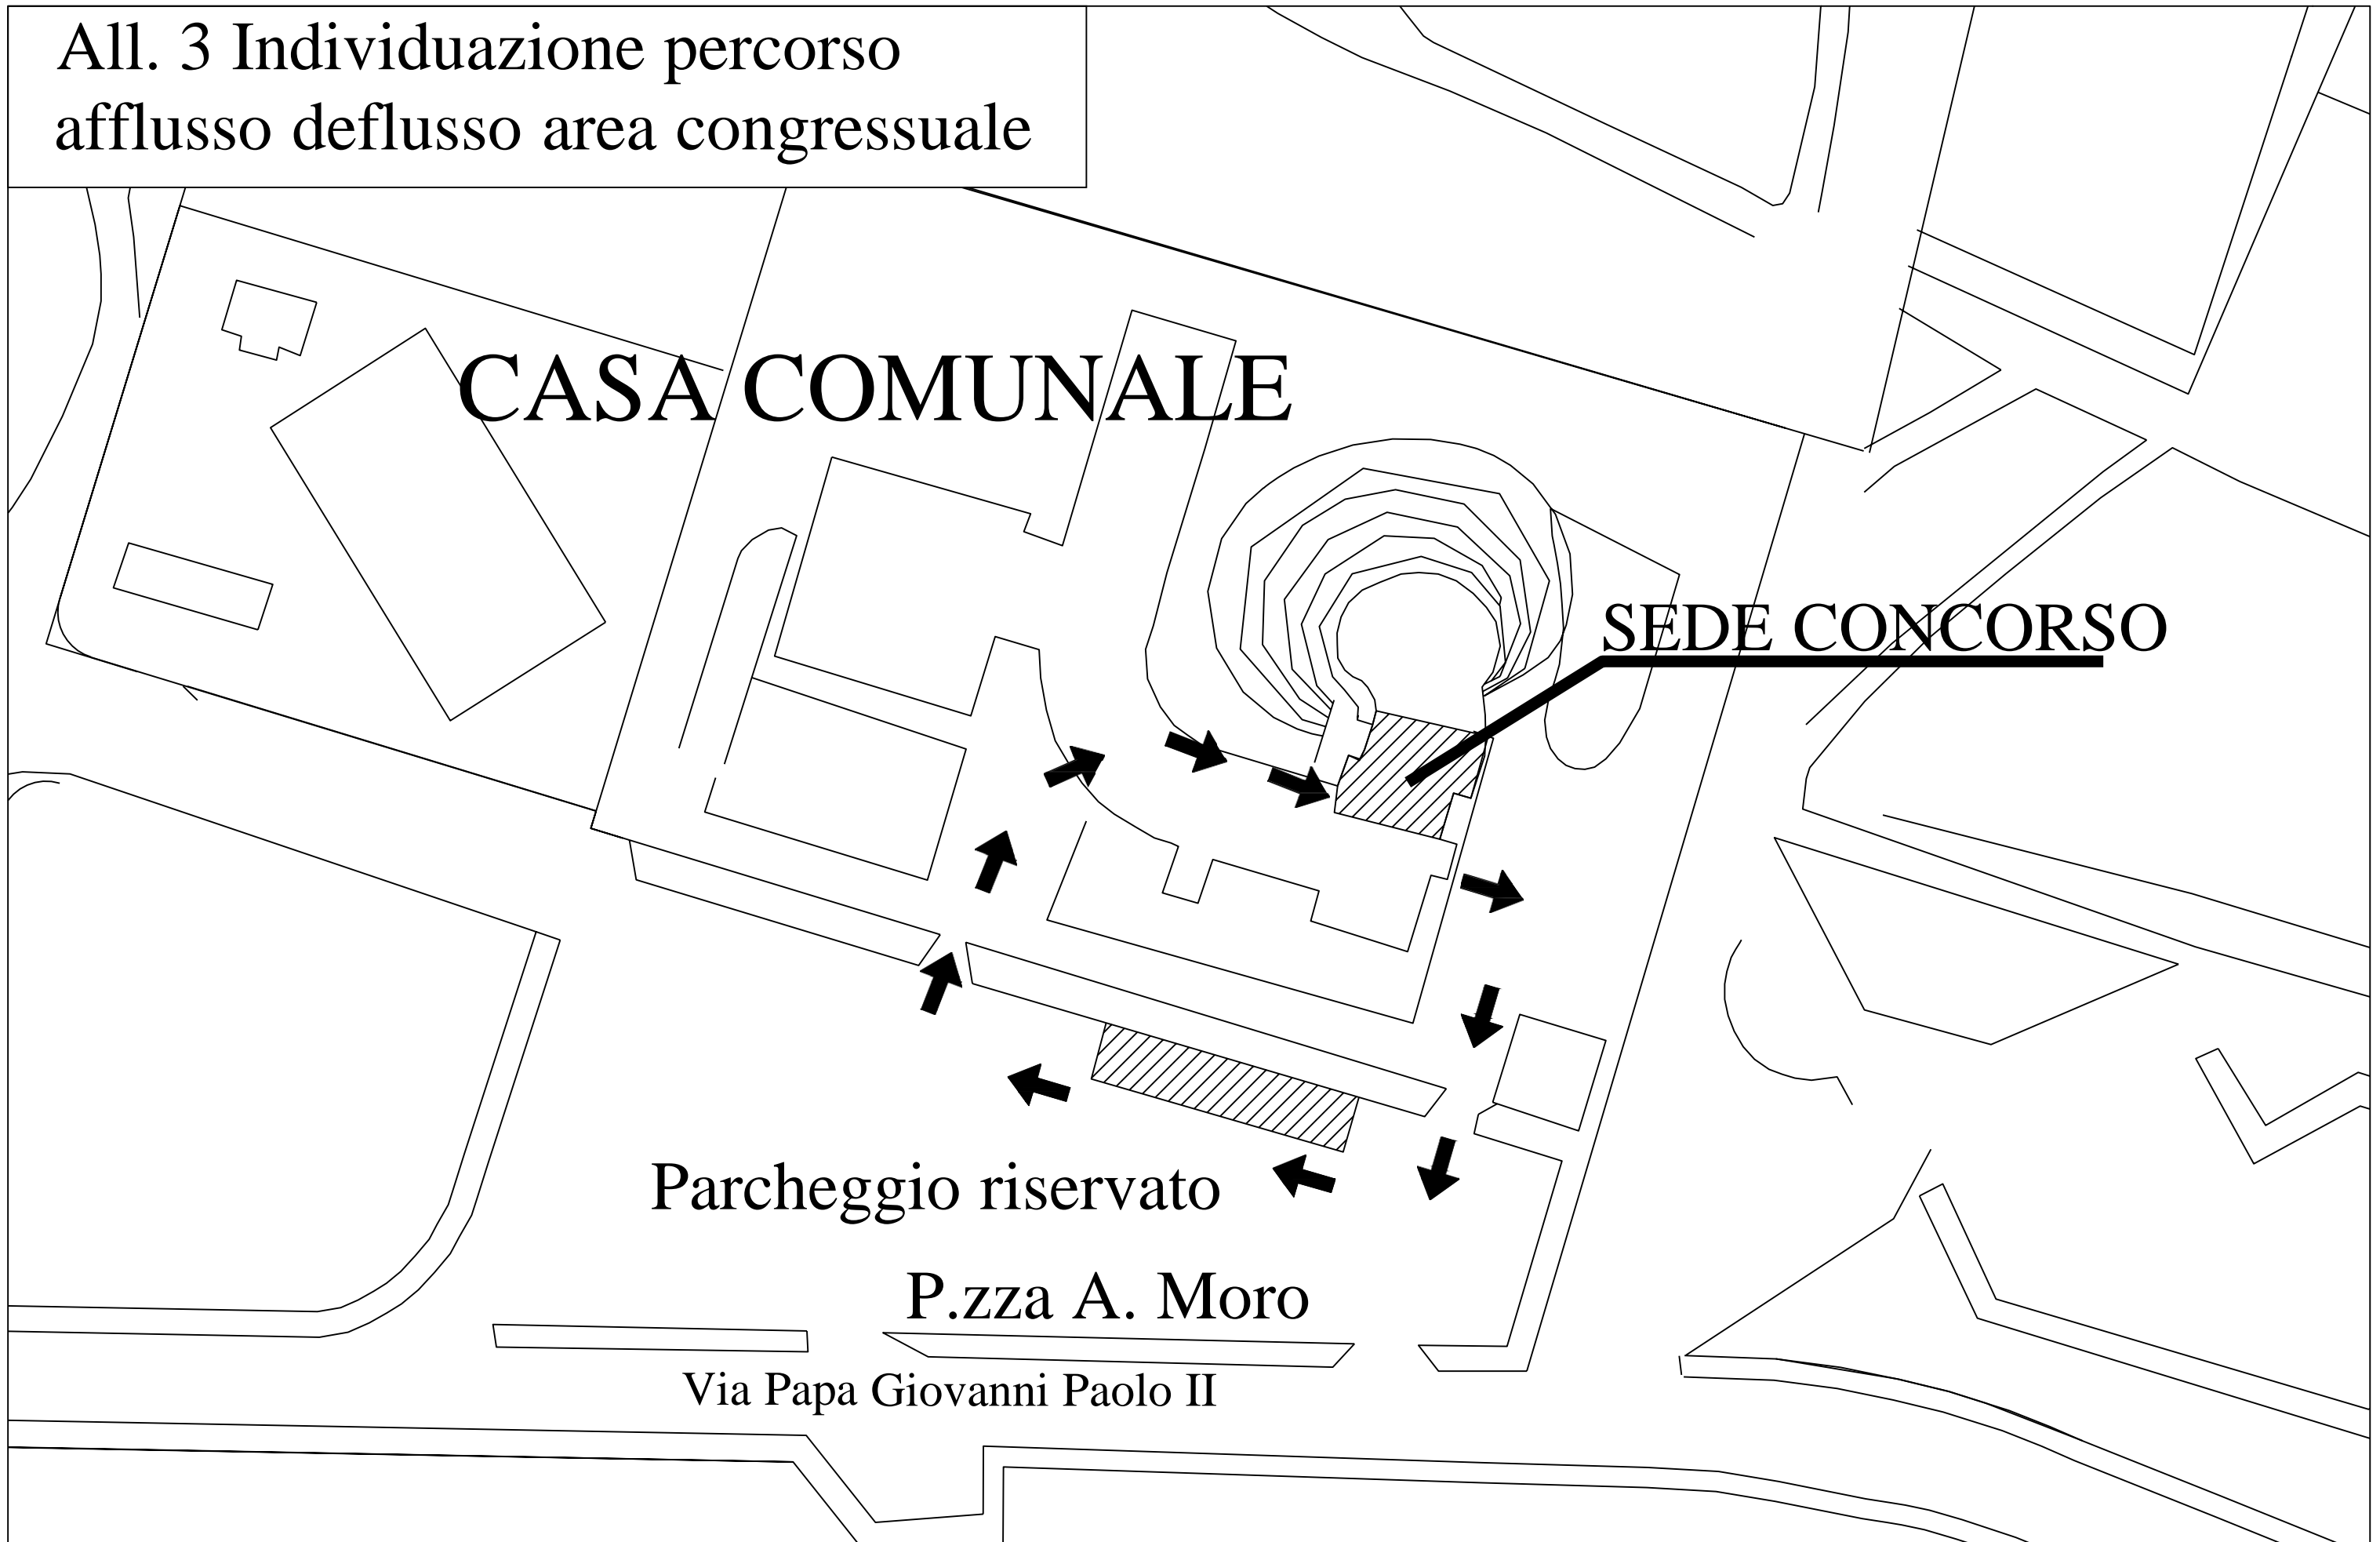 All. 3 Individuazione percorso
afflusso deflusso area congressuale
CASA COMUNALE
SEDE CONCORSO
Parcheggio riservato
P.zza A. Moro
Via Papa Giovanni Paolo II